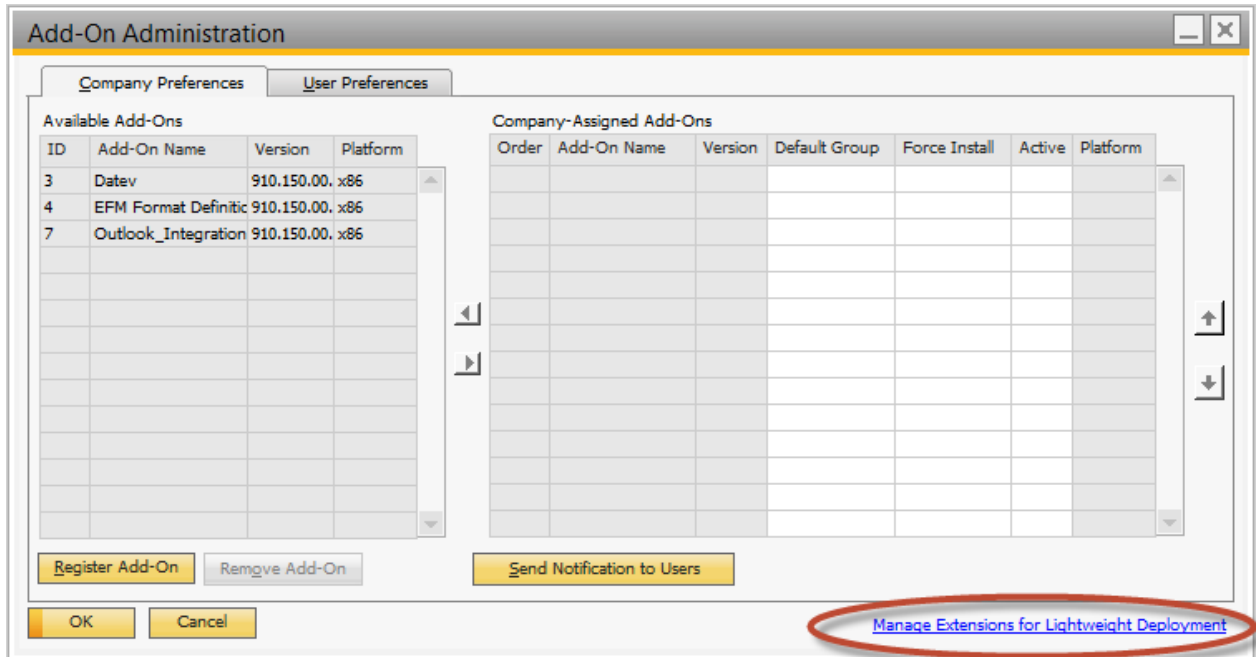 Add-On Administration
Company Preferences
User Preferences
Available Add-Ons
Company-Assigned Add-Ons
ID Add-On Name Version Platform
Order Add-On Name Version Default Group Force Install Active Platform
3 Datev 910.150.00. x86
4 EFM Format Definitic 910.150.00. x86
7 Outlook_Integration 910.150.00. x86
Register Add-On
Remove Add-On
Send Notification to Users
OK
Cancel
Manage Extensions for Lightweight Deployment